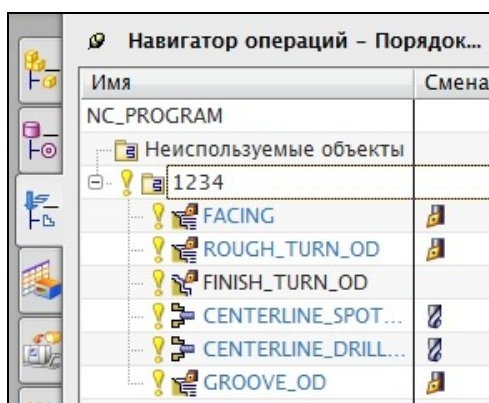 Навигатор операций - Порядок...
Имя Смена
NC_PROGRAM
Неиспользуемые объекты
1234
FACING
ROUGH_TURN_OD
FINISH_TURN_OD
CENTERLINE_SPOT...
CENTERLINE_DRILL...
GROOVE_OD